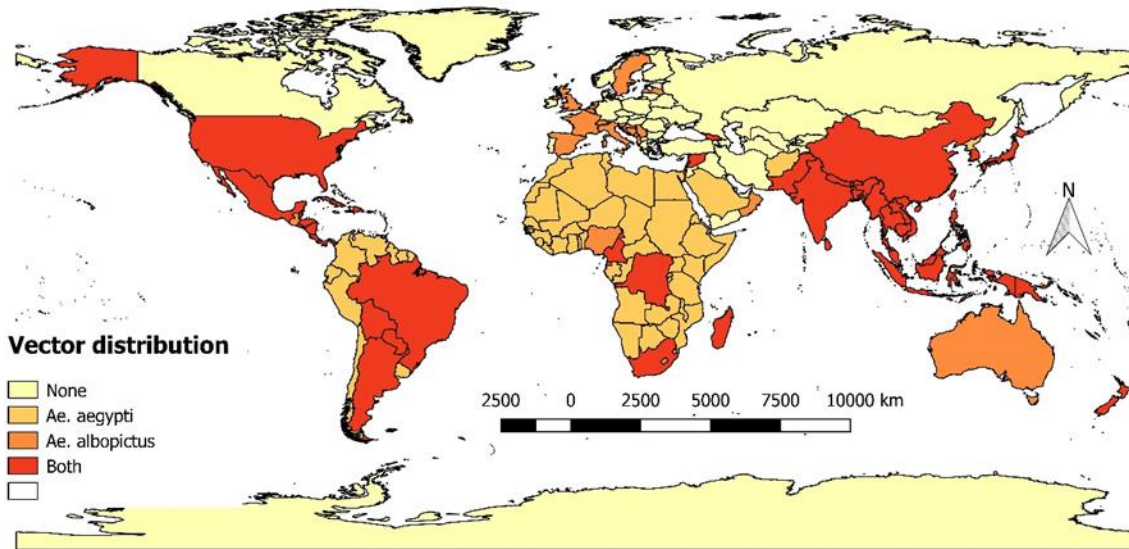 N
Vector distribution
None
Ae. aegypti
Ae. albopictus
Both
2500 0 2500 5000 7500 10000 km